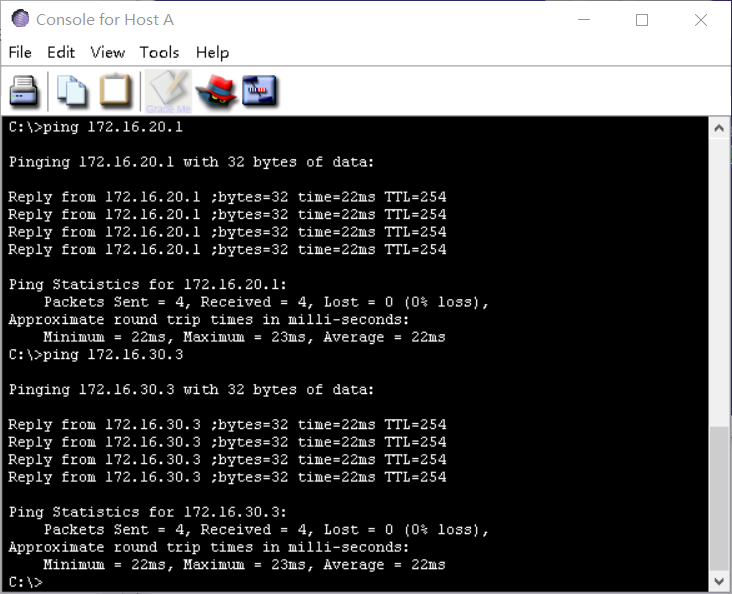 Console for Host A
File Edit View Tools Help
Grade Me
C:\>ping 172.16.20.1
Pinging 172.16.20.1 with 32 bytes of data:
Reply from 172.16.20.1 ;bytes=32 time=22ms TTL=254
Reply from 172.16.20.1 ;bytes=32 time=22ms TTL=254
Reply from 172.16.20.1 ;bytes=32 time=22ms TTL=254
Reply from 172.16.20.1 ;bytes=32 time=22ms TTL=254
Ping Statistics for 172.16.20.1:
Packets Sent = 4, Received = 4, Lost = 0 (0% loss),
Approximate round trip times in milli-seconds:
Minimum = 22ms, Maximum = 23ms, Average = 22ms
C:\>ping 172.16.30.3
Pinging 172.16.30.3 with 32 bytes of data:
Reply from 172.16.30.3 ;bytes=32 time=22ms TTL=254
Reply from 172.16.30.3 ;bytes=32 time=22ms TTL=254
Reply from 172.16.30.3 ;bytes=32 time=22ms TTL=254
Reply from 172.16.30.3 ;bytes=32 time=22ms TTL=254
Ping Statistics for 172.16.30.3:
Packets Sent = 4, Received = 4, Lost = 0 (0% loss),
Approximate round trip times in milli-seconds:
Minimum = 22ms, Maximum = 23ms, Average = 22ms
C:\>